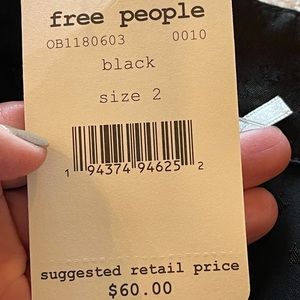 free people
OB1180603 0010
black
size 2
1 94374 94625 2
suggested retail price
$60.00